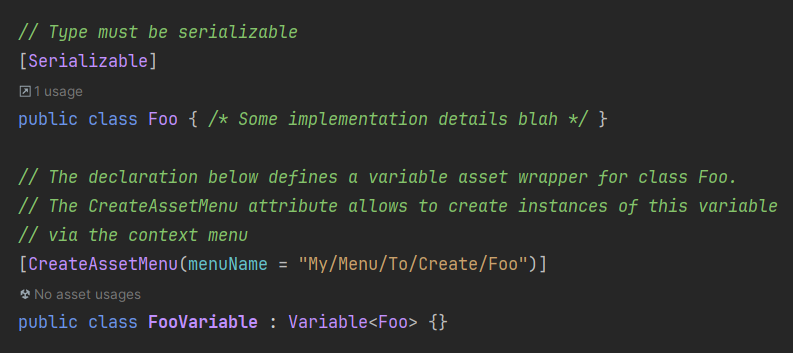 // Type must be serializable
[Serializable]
1 usage
public class Foo { /* Some implementation details blah */ }
// The declaration below defines a variable asset wrapper for class Foo.
// The CreateAssetMenu attribute allows to create instances of this variable
// via the context menu
[CreateAssetMenu(menuName = "My/Menu/To/Create/Foo")]
No asset usages
public class FooVariable : Variable<Foo> {}